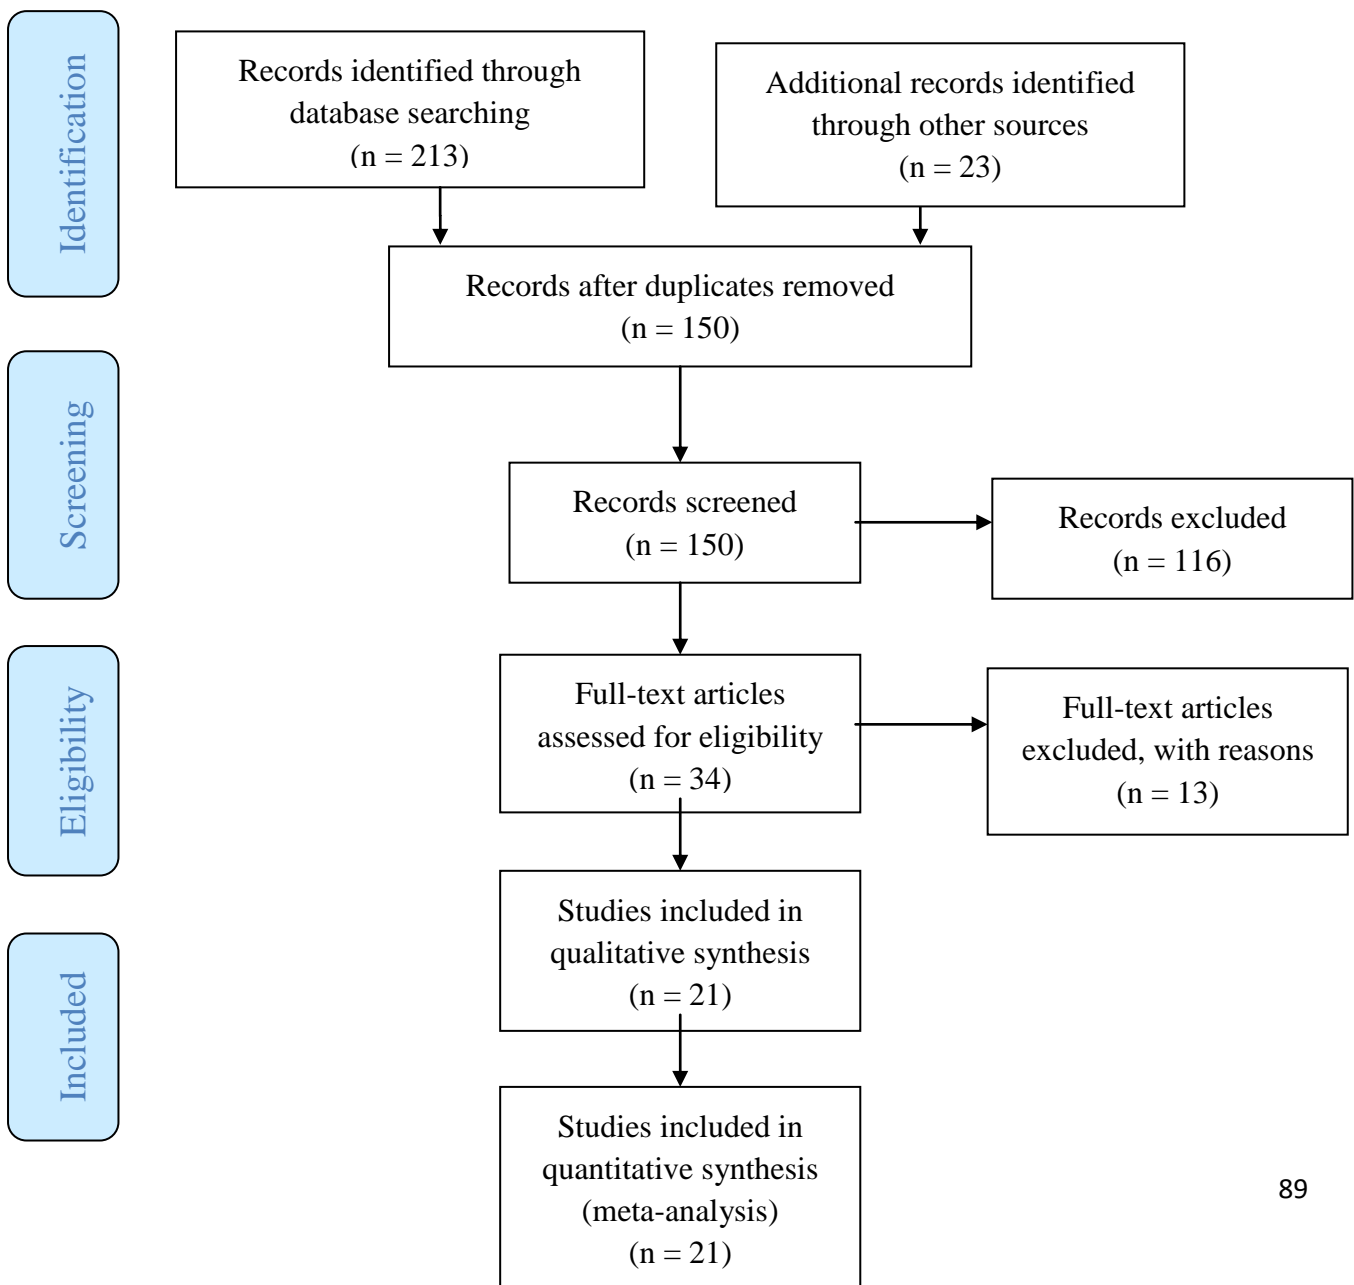 Identification
Records identified through
database searching
(n = 213)
Additional records identified
through other sources
(n = 23)
Records after duplicates removed
(n = 150)
Screening
Records screened
(n = 150)
Records excluded
(n = 116)
Eligibility
Full-text articles
assessed for eligibility
(n = 34)
Full-text articles
excluded, with reasons
(n = 13)
Included
Studies included in
qualitative synthesis
(n = 21)
Studies included in
quantitative synthesis
(meta-analysis)
(n = 21)
89